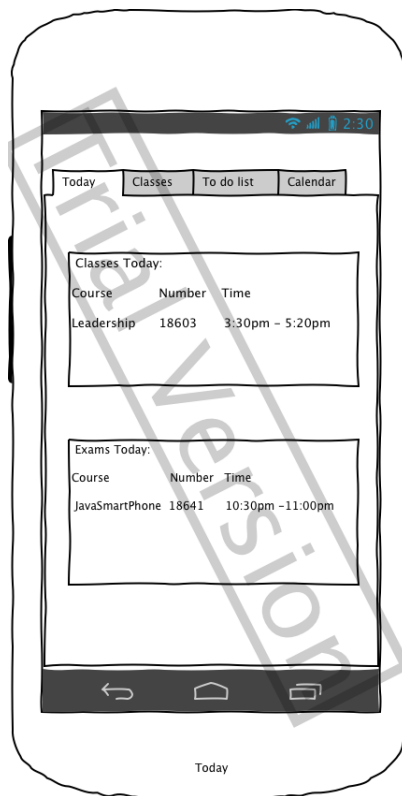 2:30
Today Classes To do list Calendar
Classes Today:
Course Number Time
Leadership 18603 3:30pm - 5:20pm
Exams Today:
Course Number Time
JavaSmartPhone 18641 10:30pm -11:00pm
Trial Version
Today